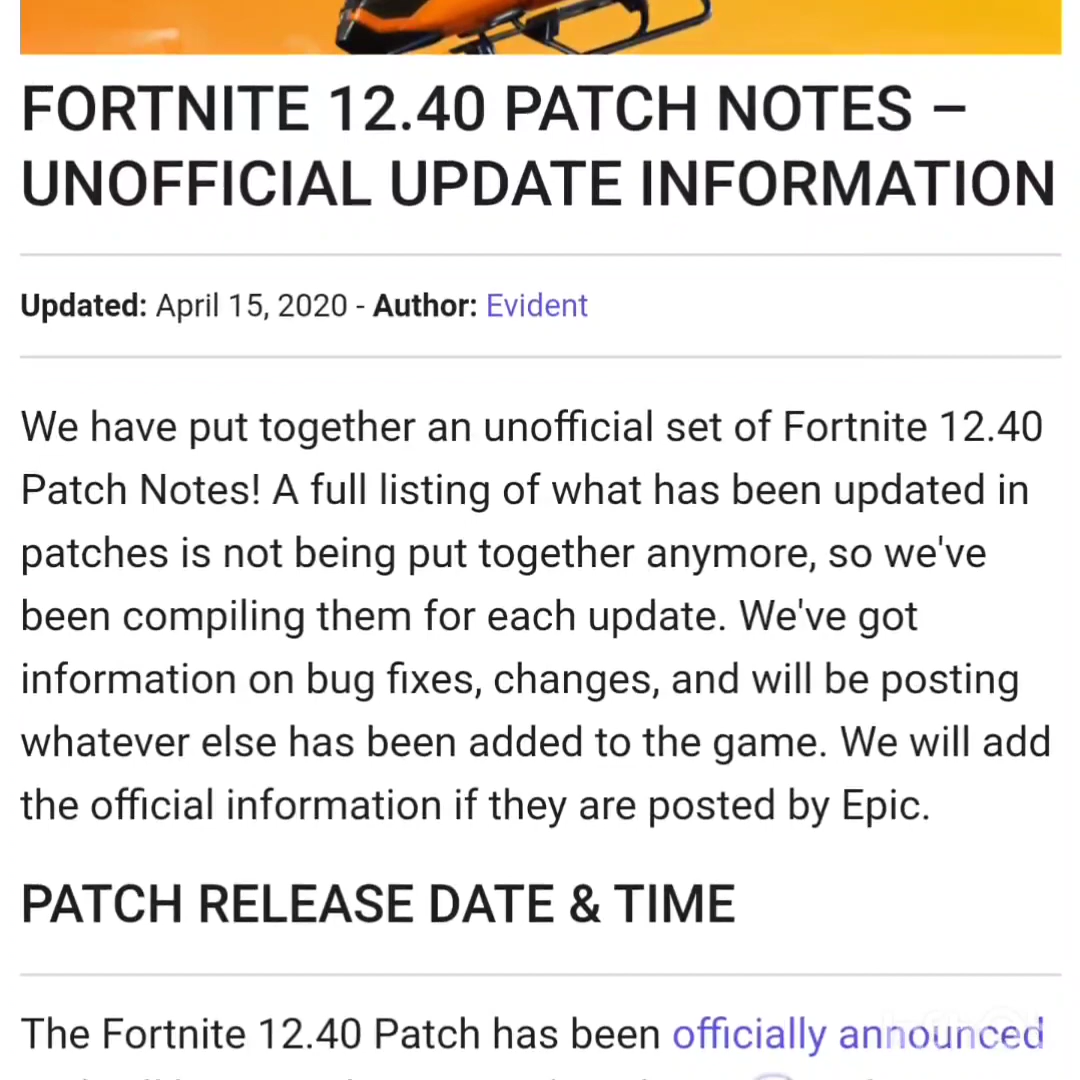 FORTNITE 12.40 PATCH NOTES –
UNOFFICIAL UPDATE INFORMATION
Updated: April 15, 2020 - Author: Evident
We have put together an unofficial set of Fortnite 12.40
Patch Notes! A full listing of what has been updated in
patches is not being put together anymore, so we've
been compiling them for each update. We've got
information on bug fixes, changes, and will be posting
whatever else has been added to the game. We will add
the official information if they are posted by Epic.
PATCH RELEASE DATE & TIME
The Fortnite 12.40 Patch has been officially announced